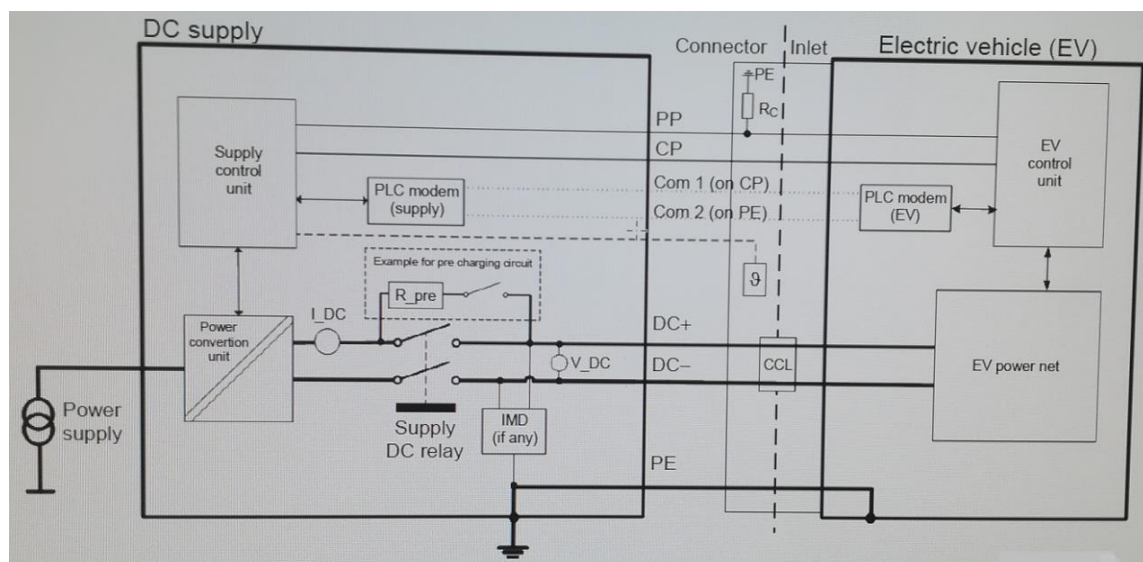 DC supply
Connector
Inlet
Electric vehicle (EV)
PE
Rc
PP
CP
Supply
control
unit
EV
control
unit
PLC modem
(supply)
Com 1 (on CP)
Com 2 (on PE)
PLC modem
(EV)
Example for pre charging circuit
R_pre
ϑ
I_DC
Power
convertion
unit
DC+
DC–
V_DC
CCL
EV power net
Power
supply
Supply
DC relay
IMD
(if any)
PE